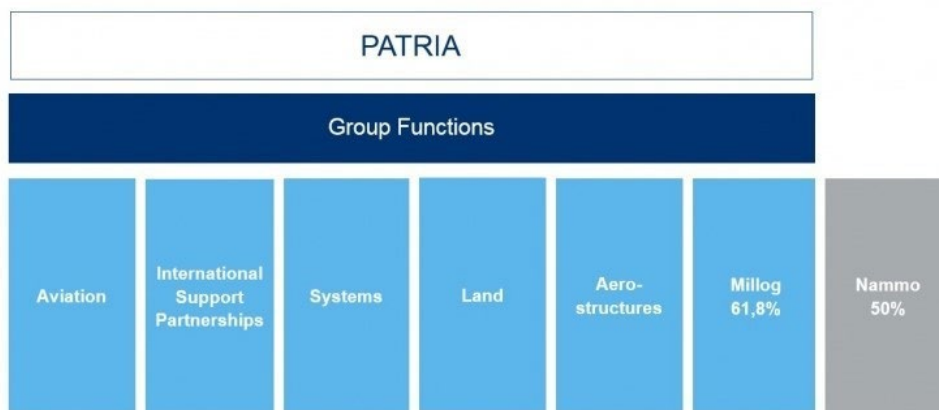 PATRIA
Group Functions
Aviation
International
Support
Partnerships
Systems
Land
Aero-
structures
Millog
61,8%
Nammo
50%